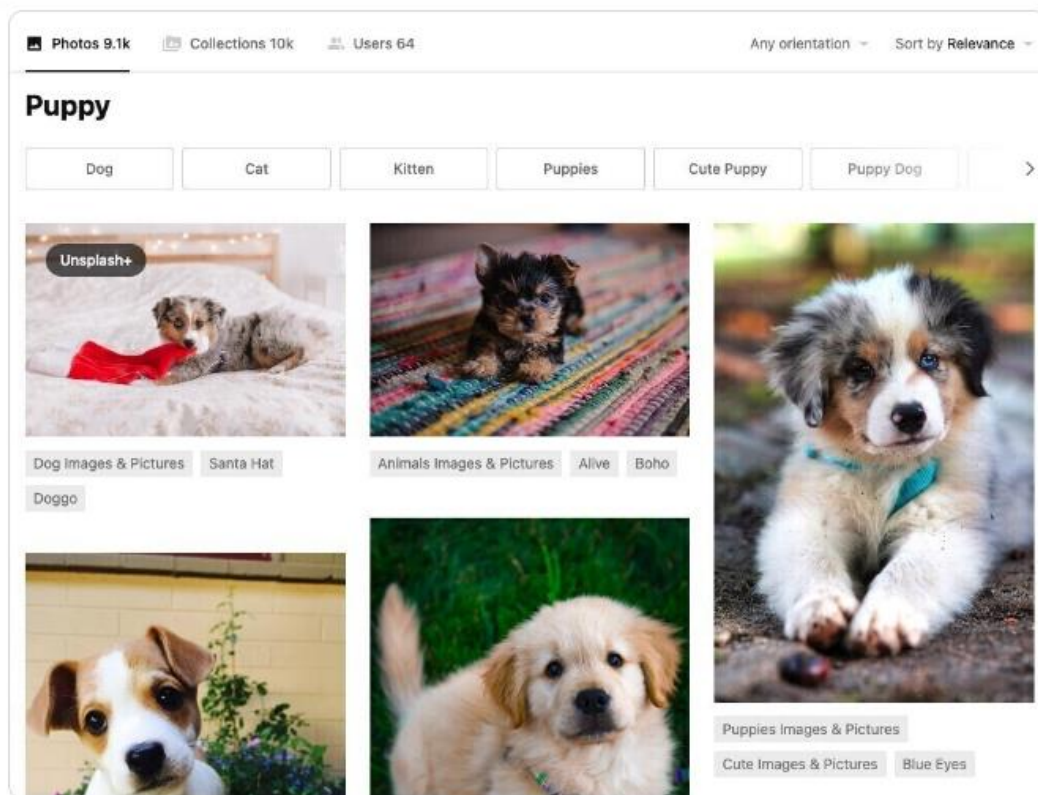 Photos 9.1k Collections 10k Users 64 Any orientation Sort by Relevance
Puppy
Dog Cat Kitten Puppies Cute Puppy Puppy Dog
Unsplash+
Dog Images & Pictures Santa Hat
Doggo
Animals Images & Pictures Alive Boho
Puppies Images & Pictures
Cute Images & Pictures Blue Eyes